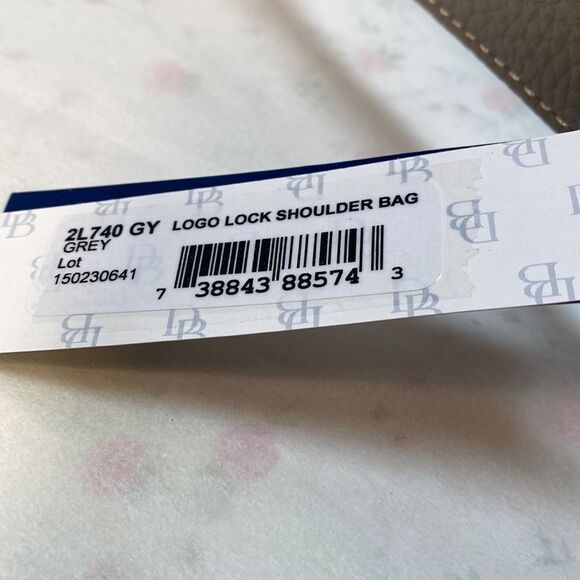 2L740 GY LOGO LOCK SHOULDER BAG
GREY
Lot
150230641
7 38843 88574 3